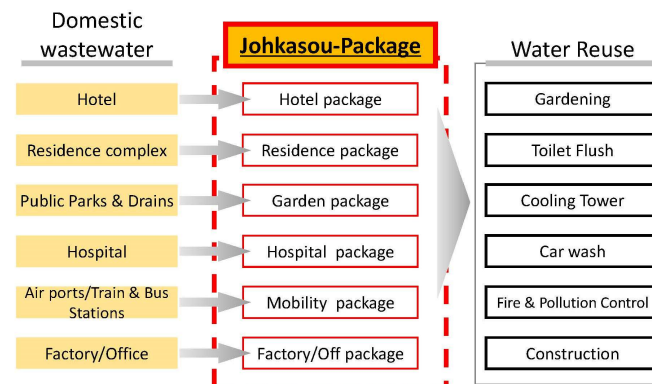 Domestic
wastewater
Johkasou-Package
Water Reuse
Hotel
Hotel package
Gardening
Residence complex
Residence package
Toilet Flush
Public Parks & Drains
Garden package
Cooling Tower
Hospital
Hospital package
Car wash
Air ports/Train & Bus
Stations
Mobility package
Fire & Pollution Control
Factory/Office
Factory/Off package
Construction